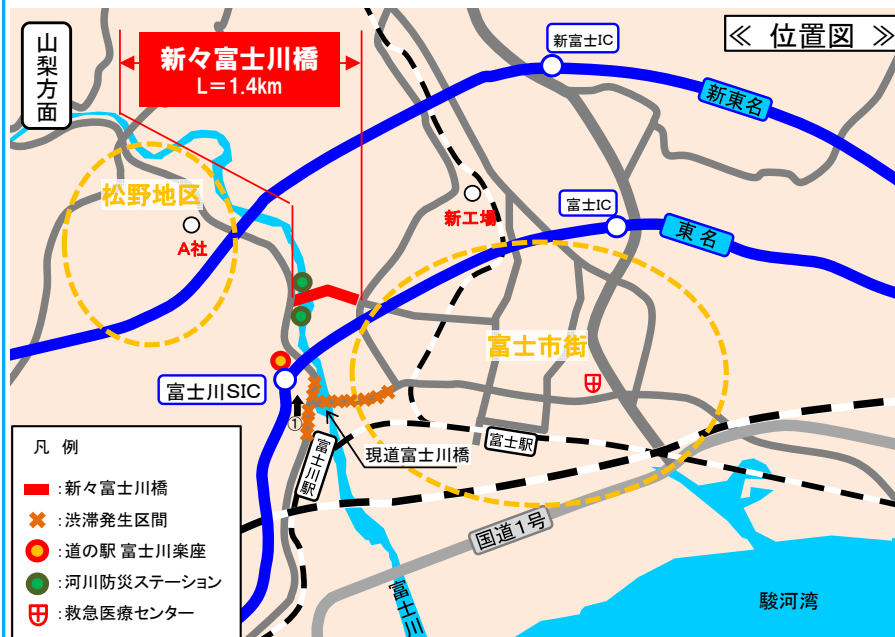 ≪ 位置図 ≫
山梨方面
新々富士川橋
L=1.4km
新富士IC
新東名
松野地区
A社
新工場
富士IC
東名
富士市街
富士川SIC
①
富士川駅
現道富士川橋
富士駅
国道1号
富士川
駿河湾
凡 例
:新々富士川橋
:渋滞発生区間
:道の駅 富士川楽座
:河川防災ステーション
:救急医療センター